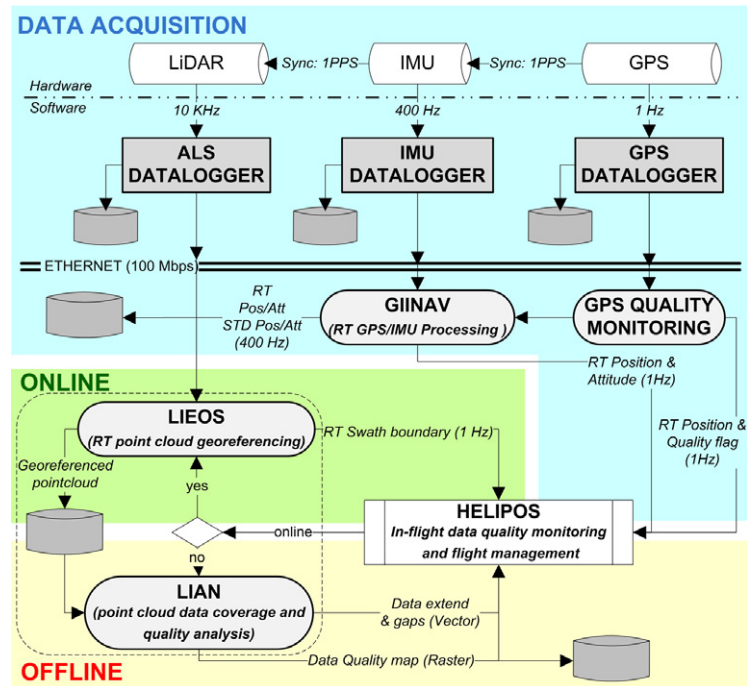 DATA ACQUISITION
LiDAR
Sync: 1PPS
IMU
Sync: 1PPS
GPS
Hardware
Software
10 KHz
400 Hz
1 Hz
ALS
DATALOGGER
IMU
DATALOGGER
GPS
DATALOGGER
ETHERNET (100 Mbps)
RT
Pos/Att
STD Pos/Att
(400 Hz)
GIINAV
(RT GPS/IMU Processing )
GPS QUALITY
MONITORING
RT Position &
Attitude (1Hz)
ONLINE
LIEOS
(RT point cloud georeferencing)
RT Swath boundary (1 Hz)
RT Position &
Quality flag
(1Hz)
Georeferenced
pointcloud
yes
HELIPOS
In-flight data quality monitoring
and flight management
online
no
LIAN
(point cloud data coverage and
quality analysis)
Data extend
& gaps (Vector)
Data Quality map (Raster)
OFFLINE